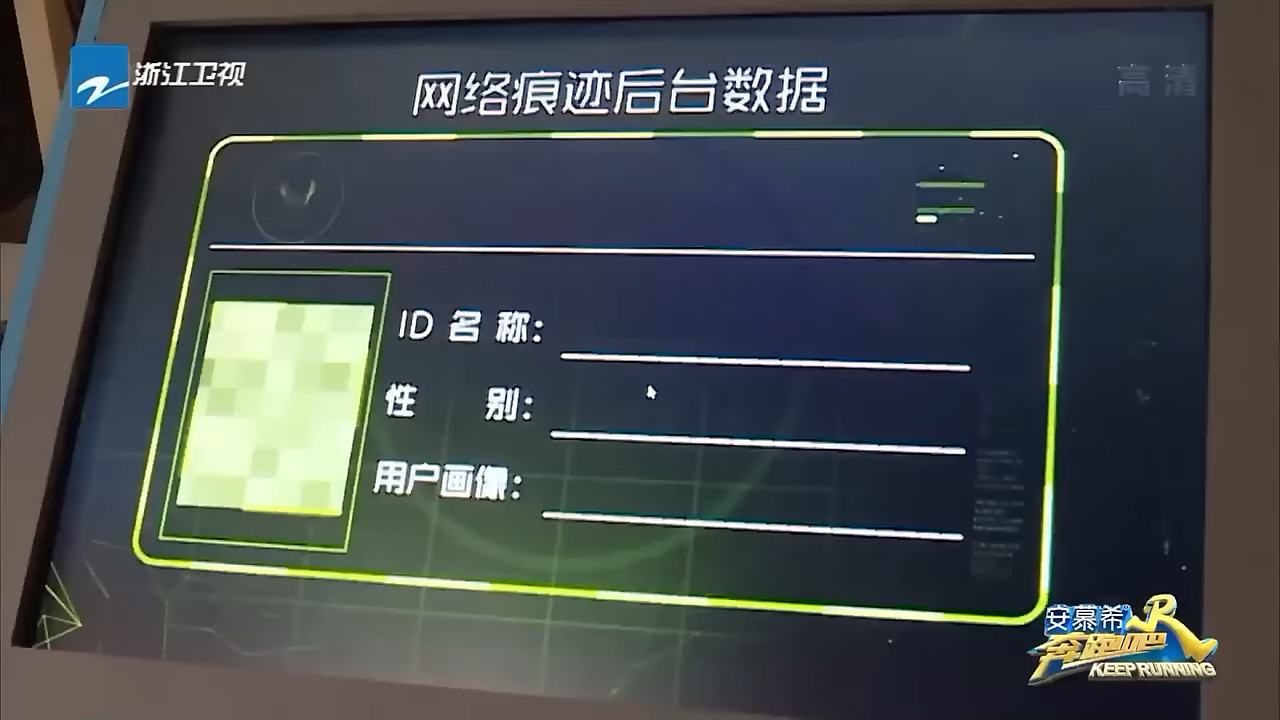 浙江卫视
网络痕迹后台数据
高清
ID 名 称:
性 别:
用户画像:
安慕希
奔跑吧
KEEP RUNNING